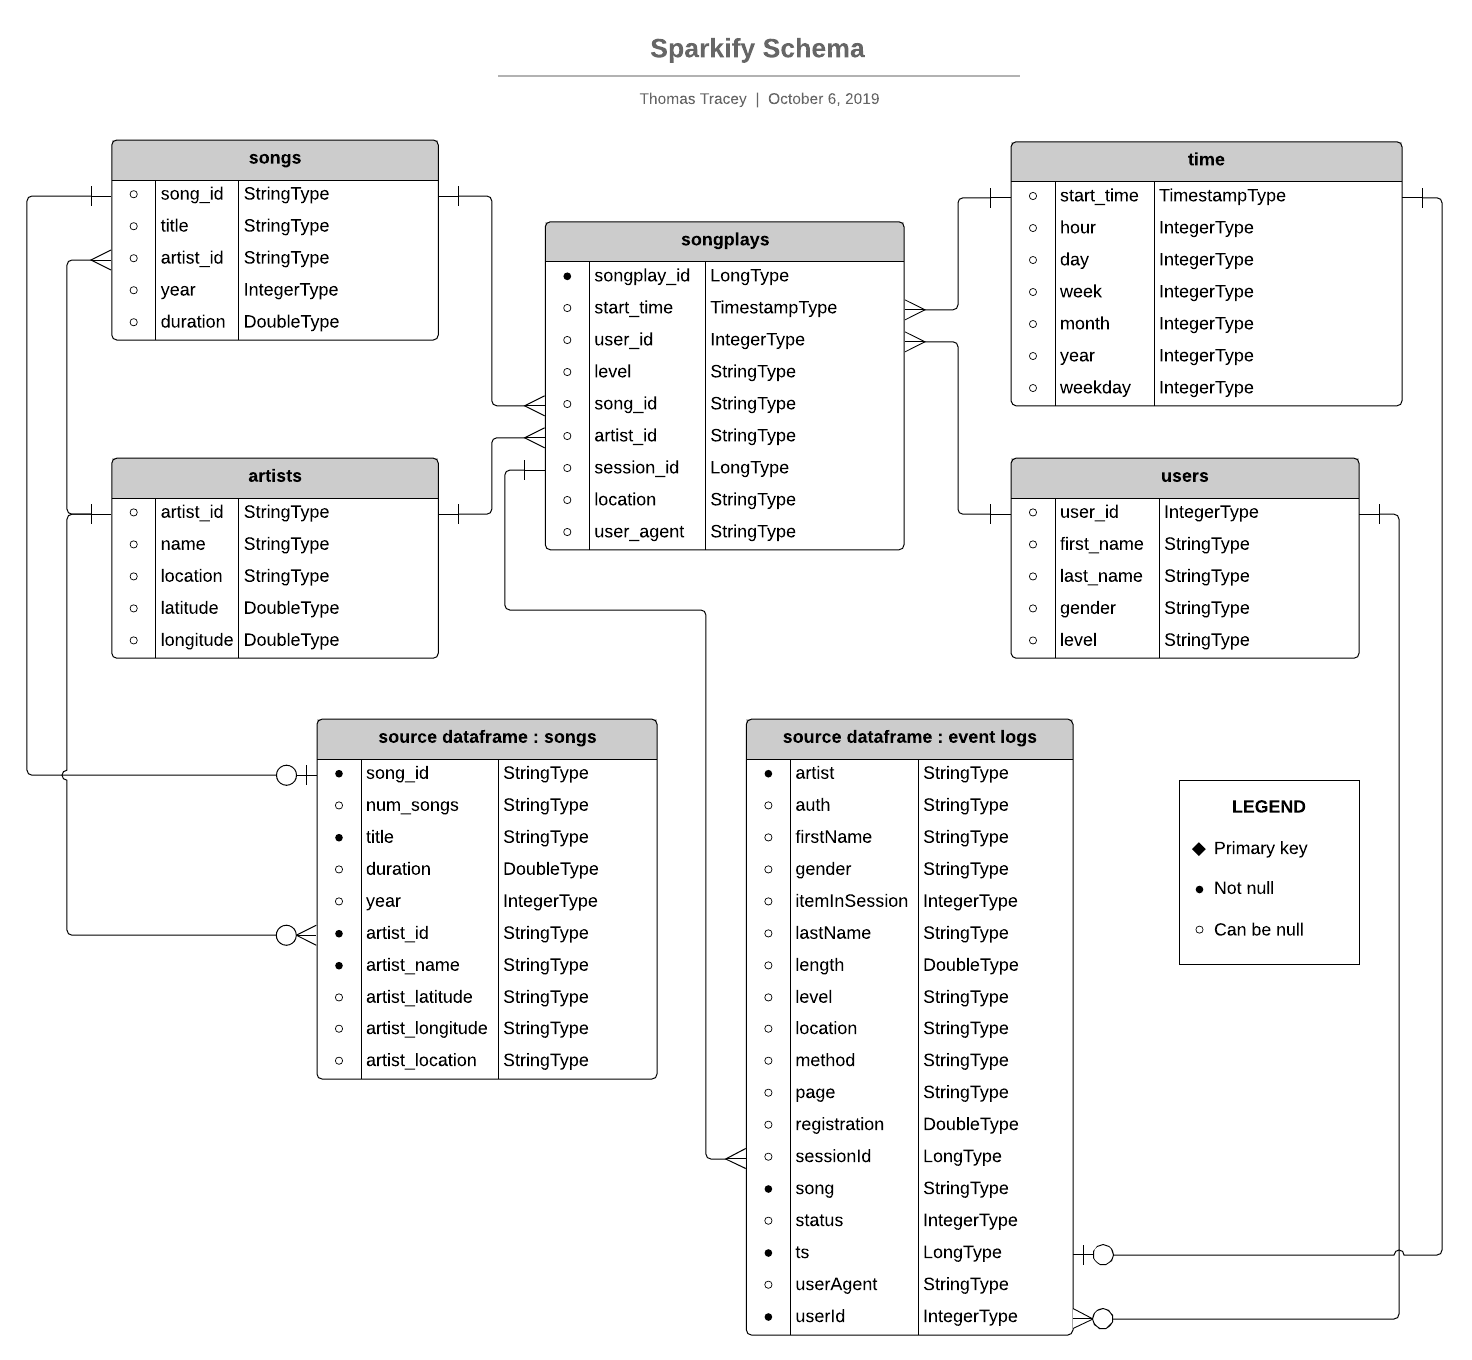 Sparkify Schema
Thomas Tracey | October 6, 2019
songs
song_id StringType
title StringType
artist_id StringType
year IntegerType
duration DoubleType
songplays
songplay_id LongType
start_time TimestampType
user_id IntegerType
level StringType
song_id StringType
artist_id StringType
session_id LongType
location StringType
user_agent StringType
time
start_time TimestampType
hour IntegerType
day IntegerType
week IntegerType
month IntegerType
year IntegerType
weekday IntegerType
artists
artist_id StringType
name StringType
location StringType
latitude DoubleType
longitude DoubleType
users
user_id IntegerType
first_name StringType
last_name StringType
gender StringType
level StringType
source dataframe : songs
song_id StringType
num_songs StringType
title StringType
duration DoubleType
year IntegerType
artist_id StringType
artist_name StringType
artist_latitude StringType
artist_longitude StringType
artist_location StringType
source dataframe : event logs
artist StringType
auth StringType
firstName StringType
gender StringType
itemInSession IntegerType
lastName StringType
length DoubleType
level StringType
location StringType
method StringType
page StringType
registration DoubleType
sessionId LongType
song StringType
status IntegerType
ts LongType
userAgent StringType
userId IntegerType
LEGEND
Primary key
Not null
Can be null